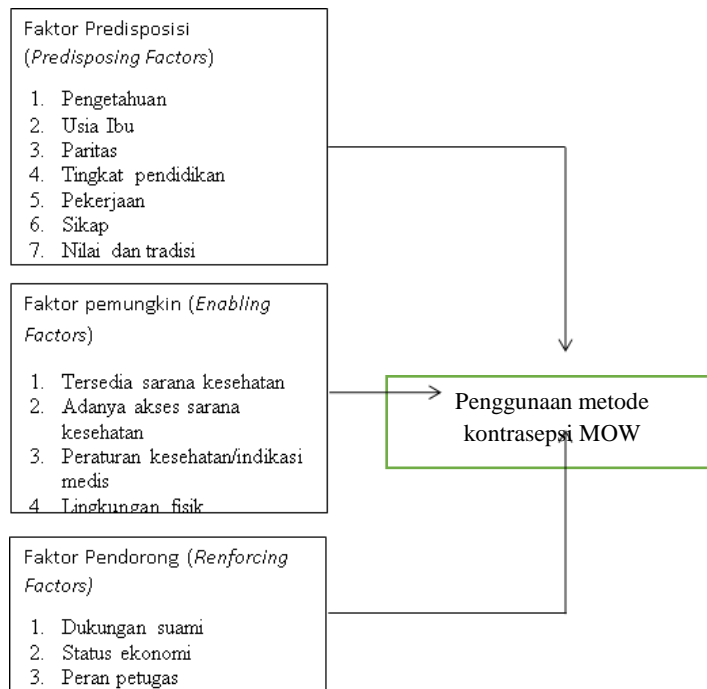 Faktor Predisposisi
(Predisposing Factors)
1. Pengetahuan
2. Usia Ibu
3. Paritas
4. Tingkat pendidikan
5. Pekerjaan
6. Sikap
7. Nilai dan tradisi
Faktor pemungkin (Enabling
Factors)
1. Tersedia sarana kesehatan
2. Adanya akses sarana
kesehatan
3. Peraturan kesehatan/indikasi
medis
4. Lingkungan fisik
Penggunaan metode
kontrasepsi MOW
Faktor Pendorong (Renforcing
Factors)
1. Dukungan suami
2. Status ekonomi
3. Peran petugas